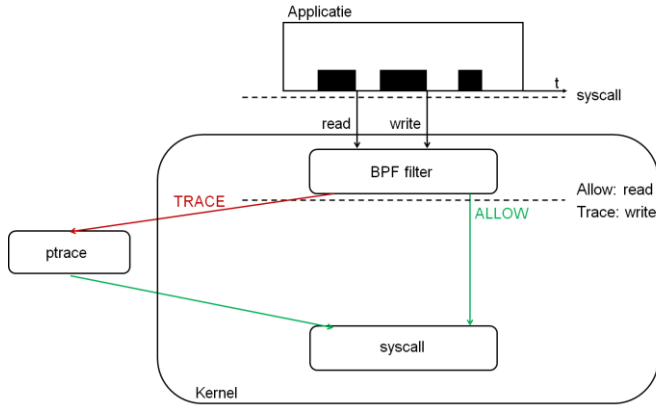 Applicatie
t
syscall
read
write
BPF filter
Allow: read
TRACE
ALLOW
Trace: write
ptrace
syscall
Kernel